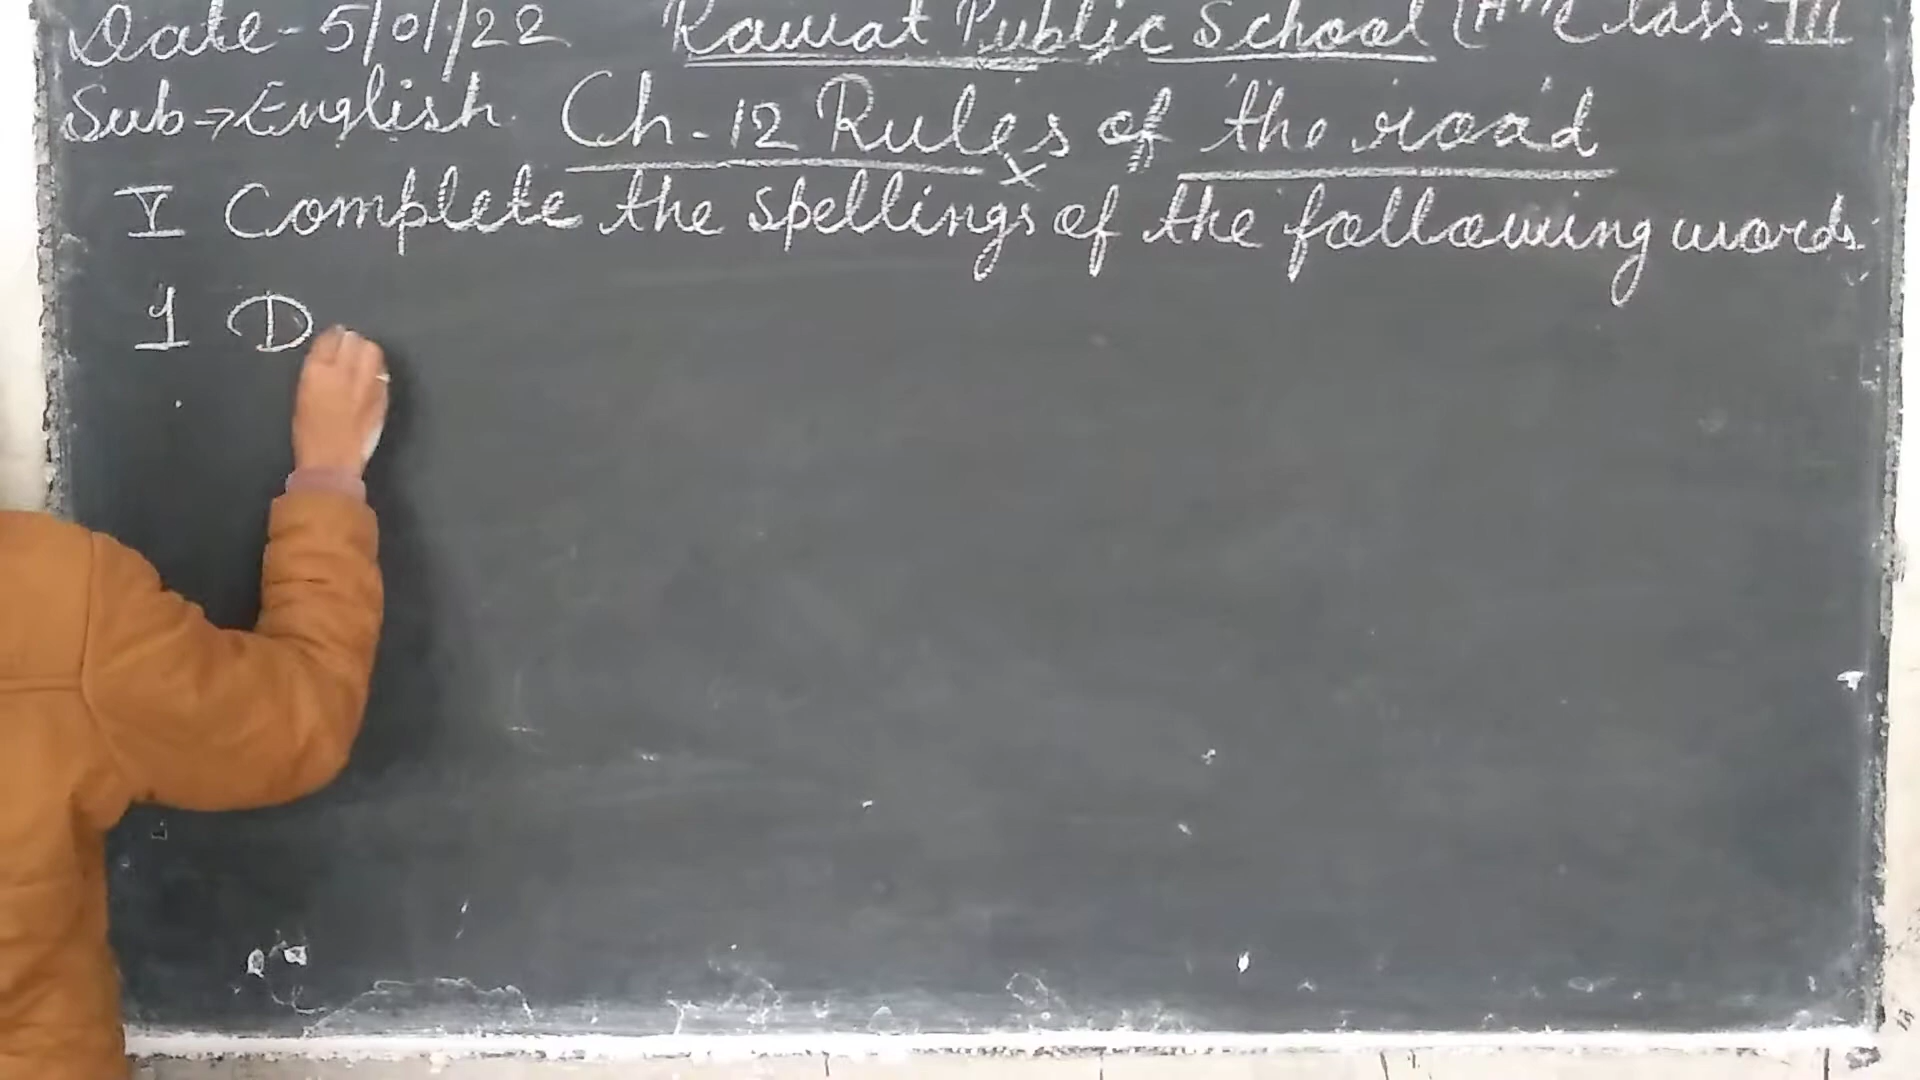 Date-5/01/22 Rawat Public School Class-III
Sub→English Ch-12 Rules of the road
V Complete the spellings of the following words.
1 D